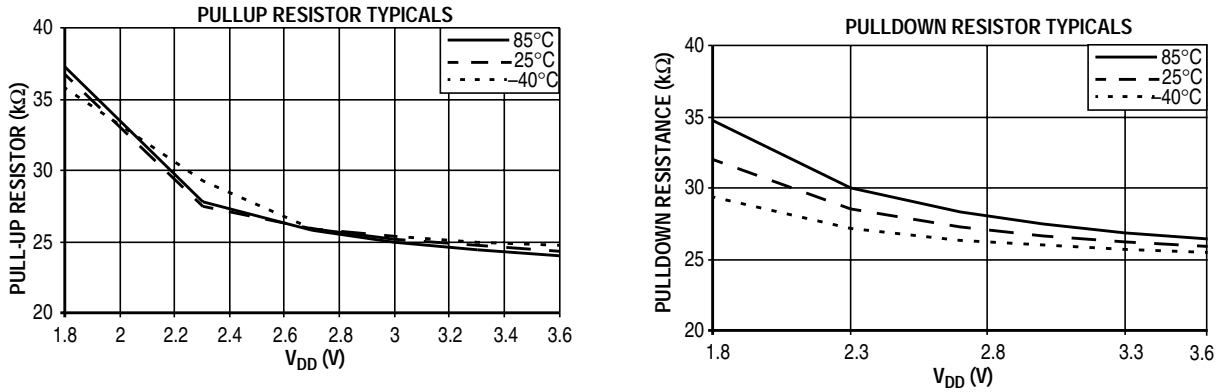 PULLUP RESISTOR TYPICALS
PULL-UP RESISTOR (kΩ)
40
35
30
25
20
85°C
25°C
–40°C
1.8 2 2.2 2.4 2.6 2.8 3 3.2 3.4 3.6
VDD (V)
PULLDOWN RESISTOR TYPICALS
PULLDOWN RESISTANCE (kΩ)
40
35
30
25
20
85°C
25°C
–40°C
1.8 2.3 2.8 3.3 3.6
VDD (V)